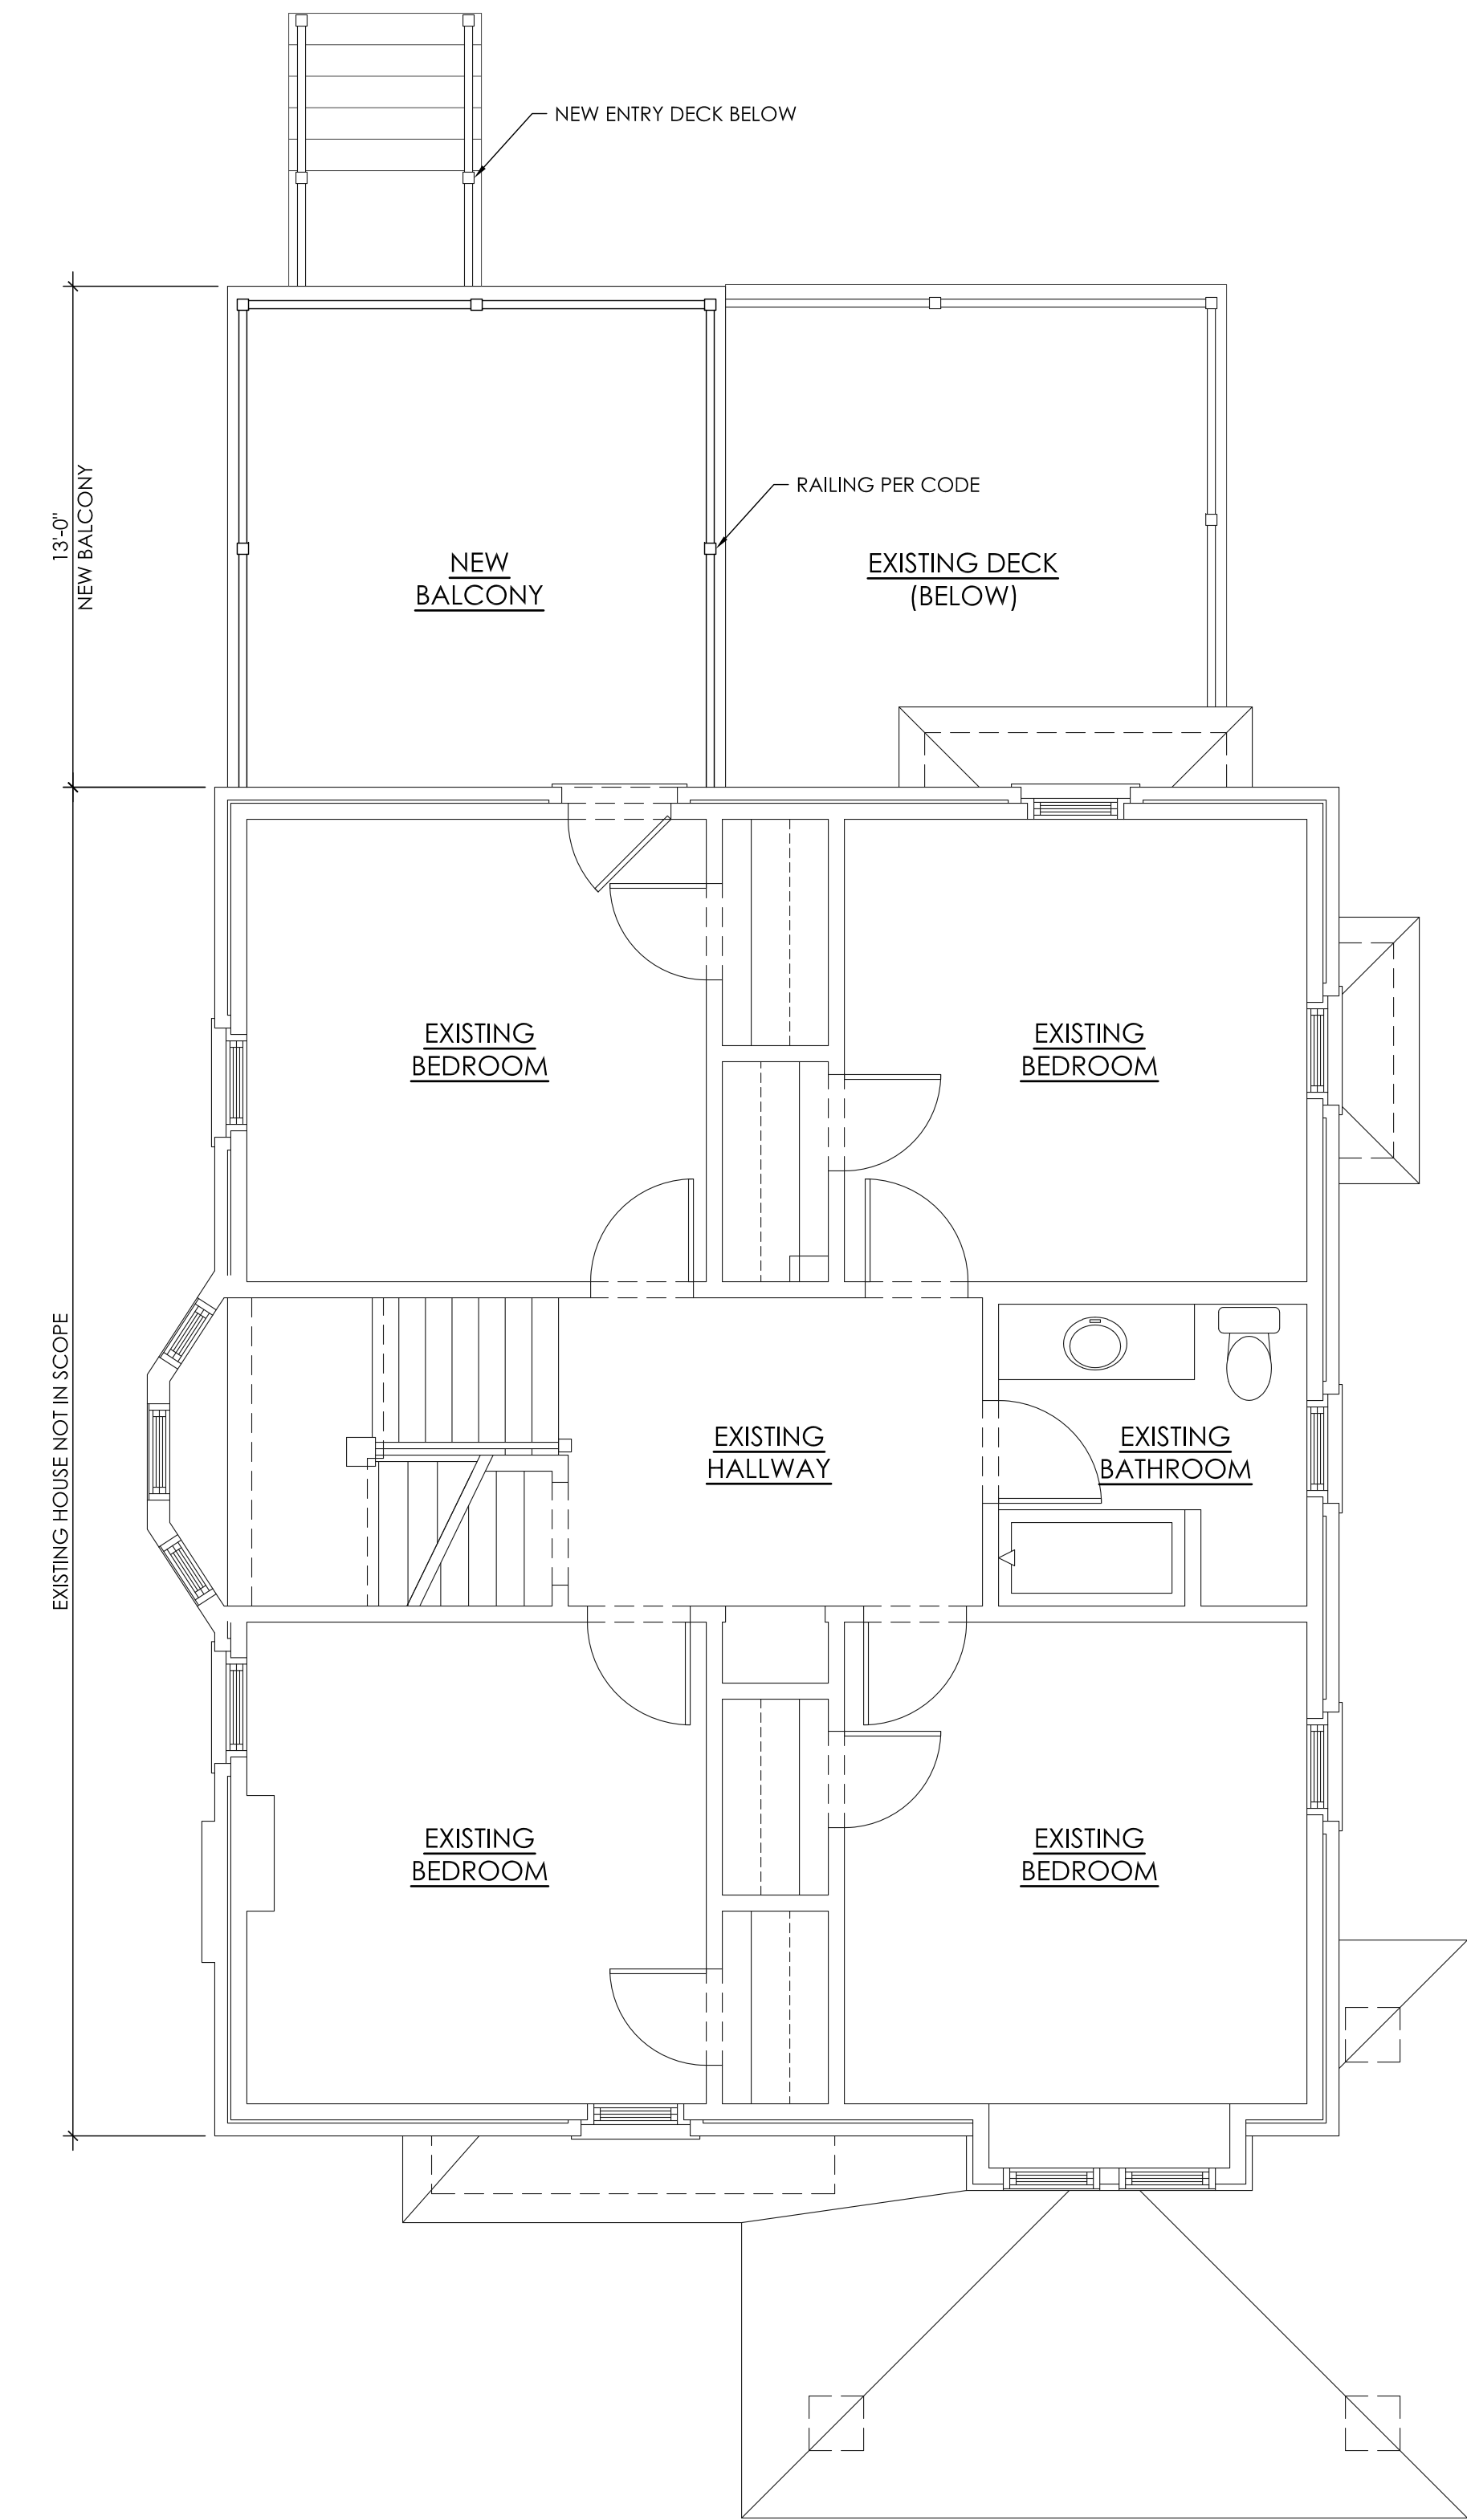 NEW ENTRY DECK BELOW
13'-0"
NEW BALCONY
RAILING PER CODE
NEW
BALCONY
EXISTING DECK
(BELOW)
EXISTING
BEDROOM
EXISTING
BEDROOM
EXISTING HOUSE NOT IN SCOPE
EXISTING
HALLWAY
EXISTING
BATHROOM
EXISTING
BEDROOM
EXISTING
BEDROOM